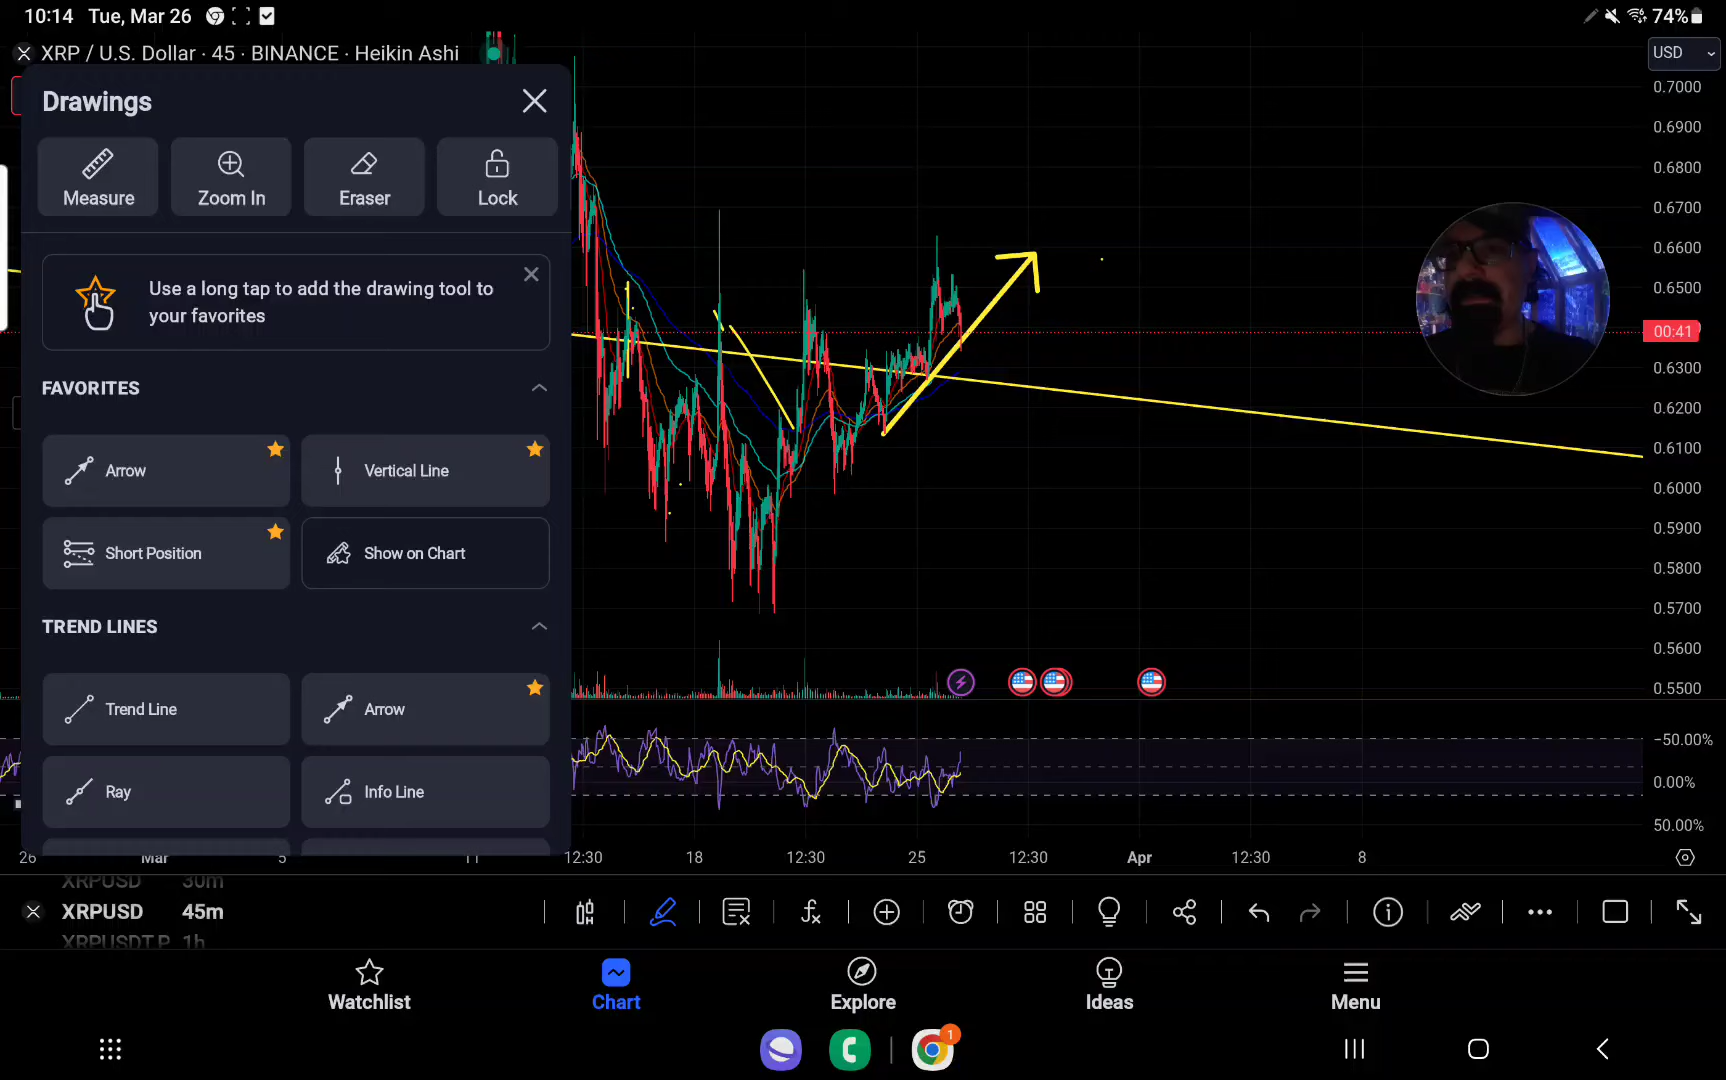 10:14 Tue, Mar 26
74%
XRP / U.S. Dollar · 45 · BINANCE · Heikin Ashi
USD
Drawings
Measure
Zoom In
Eraser
Lock
Use a long tap to add the drawing tool to
your favorites
FAVORITES
Arrow
Vertical Line
Short Position
Show on Chart
TREND LINES
Trend Line
Arrow
Ray
Info Line
0.7000
0.6900
0.6800
0.6700
0.6600
0.6500
00:41
0.6300
0.6200
0.6100
0.6000
0.5900
0.5800
0.5700
0.5600
0.5500
−50.00%
0.00%
50.00%
26 Mar 5 11 12:30 18 12:30 25 12:30 Apr 12:30 8
XRPUSD 30m
XRPUSD 45m
XRPUSDT.P 1h
Watchlist
Chart
Explore
Ideas
Menu
1